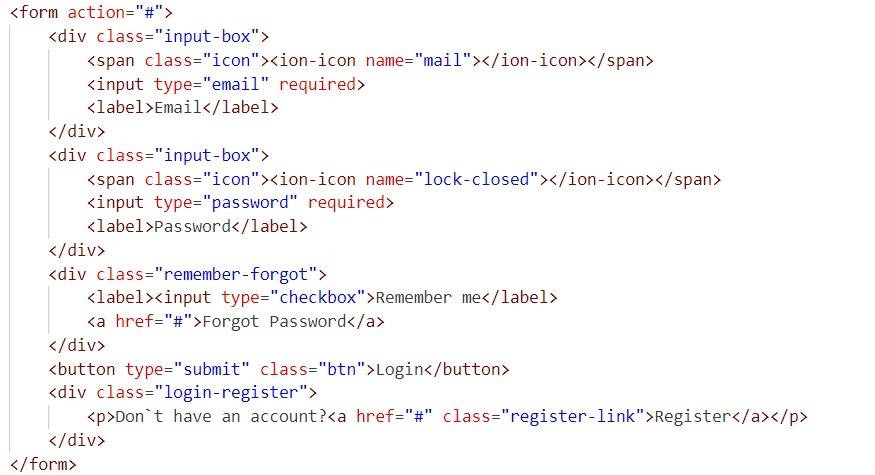 <form action="#">
    <div class="input-box">
        <span class="icon"><ion-icon name="mail"></ion-icon></span>
        <input type="email" required>
        <label>Email</label>
    </div>
    <div class="input-box">
        <span class="icon"><ion-icon name="lock-closed"></ion-icon></span>
        <input type="password" required>
        <label>Password</label>
    </div>
    <div class="remember-forgot">
        <label><input type="checkbox">Remember me</label>
        <a href="#">Forgot Password</a>
    </div>
    <button type="submit" class="btn">Login</button>
    <div class="login-register">
        <p>Don`t have an account?<a href="#" class="register-link">Register</a></p>
    </div>
</form>